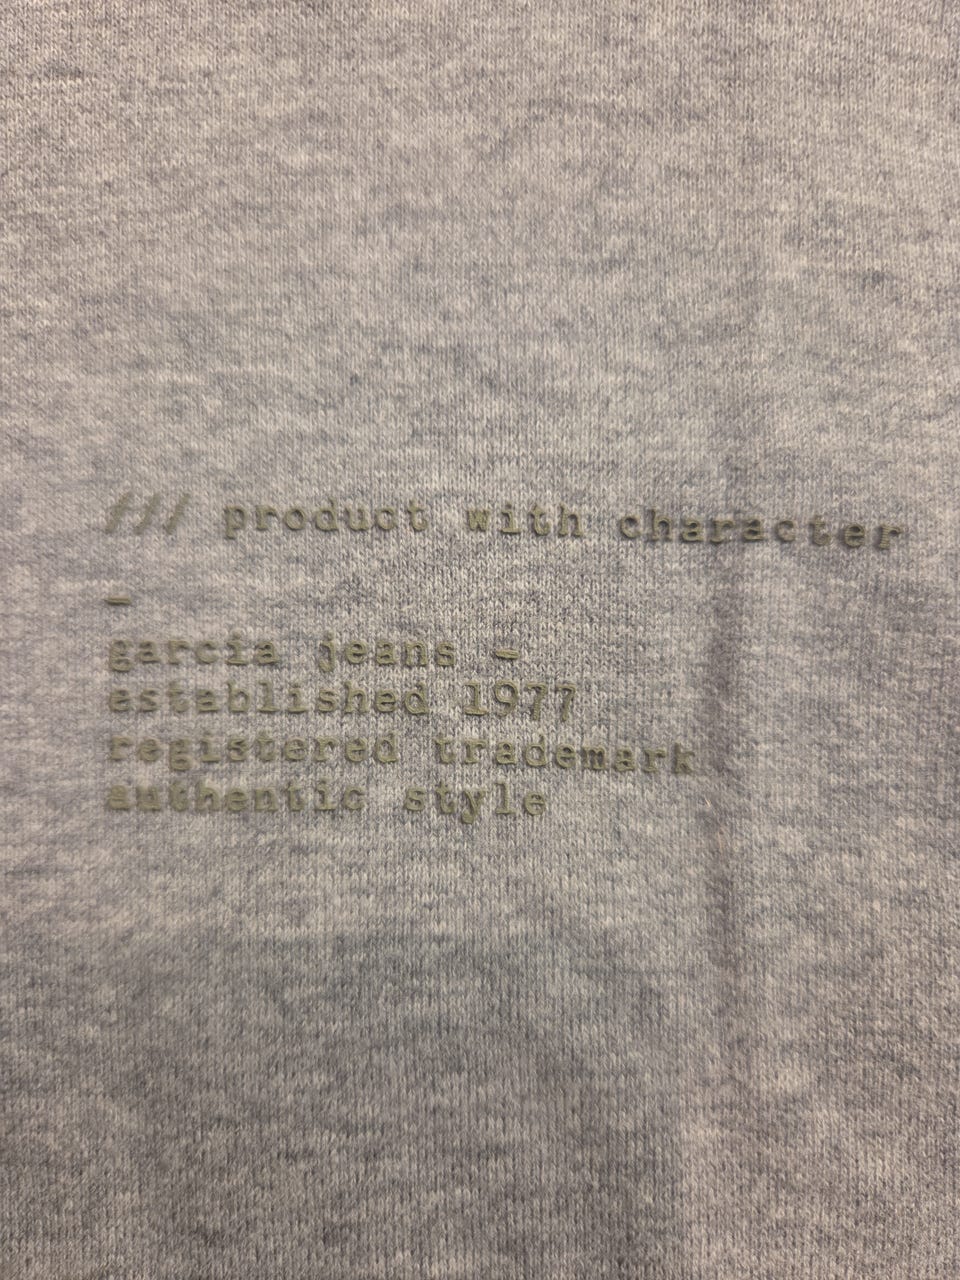 /// product with character
-
garcia jeans -
established 1977
registered trademark
authentic style